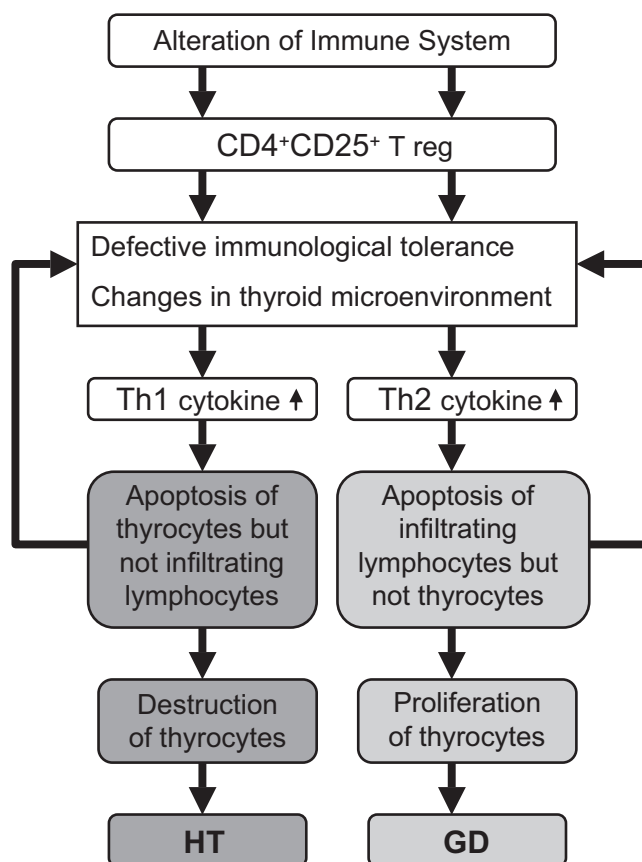 Alteration of Immune System
CD4⁺CD25⁺ T reg
Defective immunological tolerance
Changes in thyroid microenvironment
Th1 cytokine ↑
Th2 cytokine ↑
Apoptosis of
thyrocytes but
not infiltrating
lymphocytes
Apoptosis of
infiltrating
lymphocytes but
not thyrocytes
Destruction
of thyrocytes
Proliferation
of thyrocytes
HT
GD